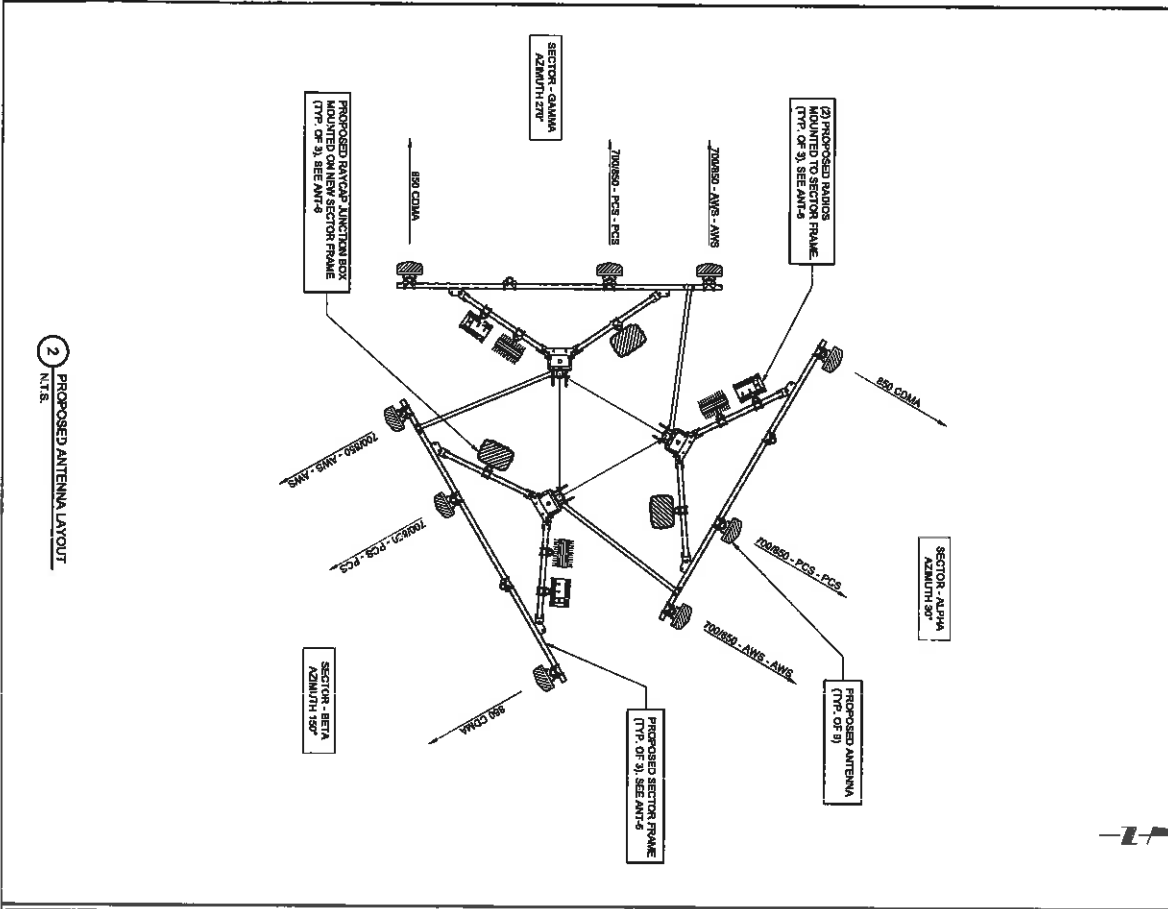 N
SECTOR - ALPHA
AZIMUTH 30°
850 CDMA
PROPOSED ANTENNA
(TYP. OF 9)
(2) PROPOSED RADIOS
MOUNTED TO SECTOR FRAME
(TYP. OF 3). SEE ANT-6
700/850 - PCS - PCS
700/850 - AWS - AWS
700/850 - AWS - AWS
PROPOSED SECTOR FRAME
(TYP. OF 3). SEE ANT-6
700/850 - PCS - PCS
SECTOR - GAMMA
AZIMUTH 270°
850 CDMA
850 CDMA
700/850 - PCS - PCS
700/850 - AWS - AWS
PROPOSED RAYCAP JUNCTION BOX
MOUNTED ON NEW SECTOR FRAME
(TYP. OF 3). SEE ANT-6
SECTOR - BETA
AZIMUTH 150°
2 PROPOSED ANTENNA LAYOUT
N.T.S.